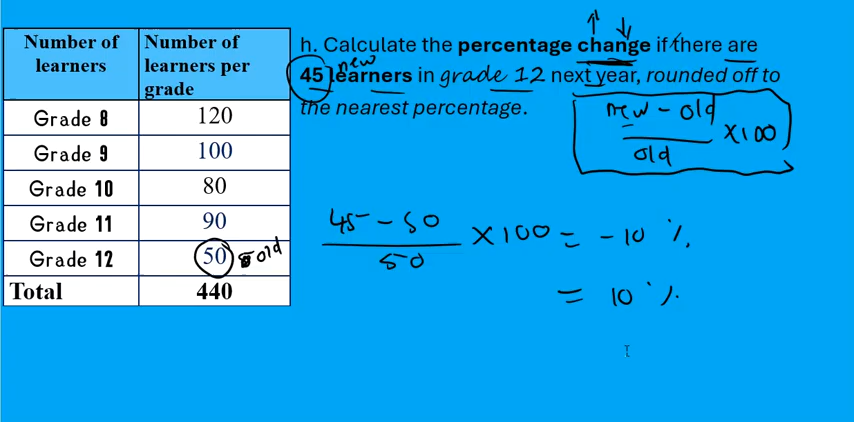 Number of learners | Number of learners per grade
Grade 8 | 120
Grade 9 | 100
Grade 10 | 80
Grade 11 | 90
Grade 12 | 50 old
Total | 440
h. Calculate the percentage change if there are
new
45 learners in grade 12 next year, rounded off to
the nearest percentage.
new - old
old
×100
45 - 50
50
×100 = -10 %
= 10 %